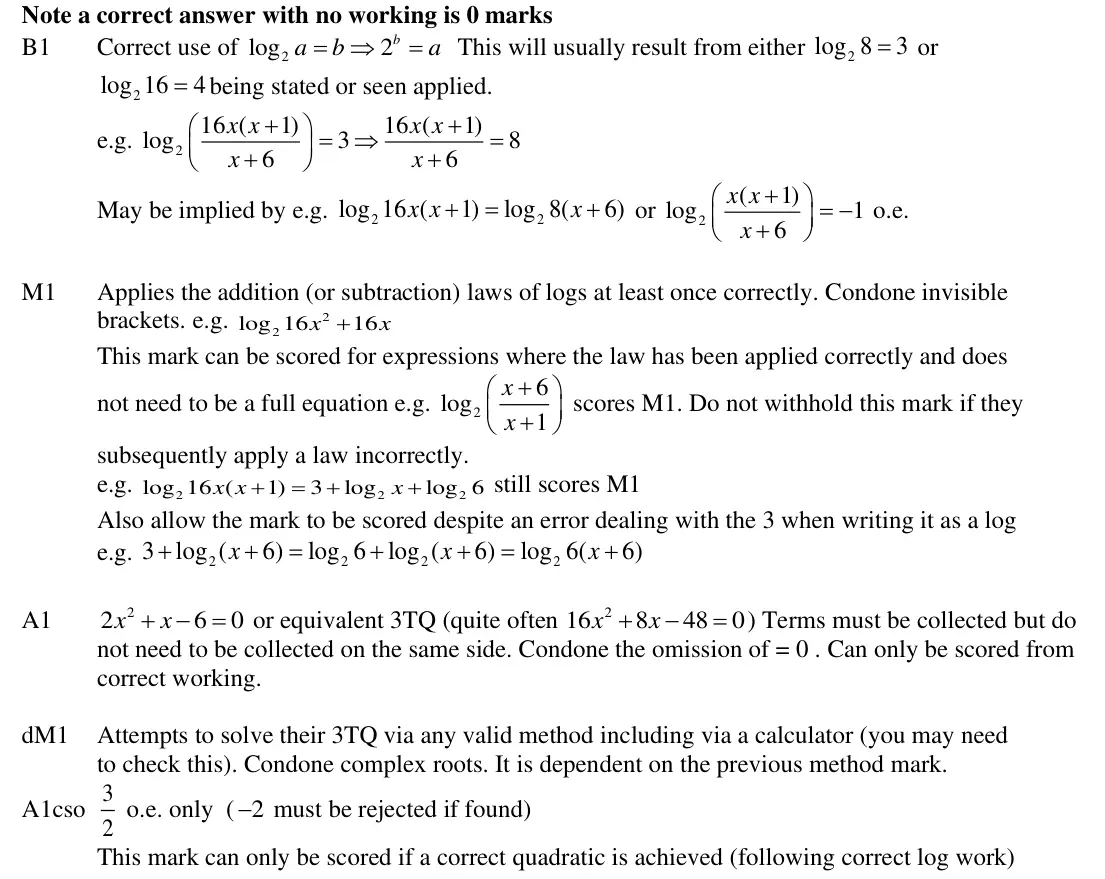 Note a correct answer with no working is 0 marks
B1 Correct use of log₂ a = b ⇒ 2ᵇ = a This will usually result from either log₂ 8 = 3 or
log₂ 16 = 4 being stated or seen applied.
e.g. log₂ (16x(x+1)/(x+6)) = 3 ⇒ 16x(x+1)/(x+6) = 8
May be implied by e.g. log₂ 16x(x+1) = log₂ 8(x+6) or log₂ (x(x+1)/(x+6)) = −1 o.e.
M1 Applies the addition (or subtraction) laws of logs at least once correctly. Condone invisible
brackets. e.g. log₂ 16x² + 16x
This mark can be scored for expressions where the law has been applied correctly and does
not need to be a full equation e.g. log₂ ((x+6)/(x+1)) scores M1. Do not withhold this mark if they
subsequently apply a law incorrectly.
e.g. log₂ 16x(x+1) = 3 + log₂ x + log₂ 6 still scores M1
Also allow the mark to be scored despite an error dealing with the 3 when writing it as a log
e.g. 3 + log₂(x+6) = log₂ 6 + log₂(x+6) = log₂ 6(x+6)
A1 2x² + x − 6 = 0 or equivalent 3TQ (quite often 16x² + 8x − 48 = 0) Terms must be collected but do
not need to be collected on the same side. Condone the omission of = 0 . Can only be scored from
correct working.
dM1 Attempts to solve their 3TQ via any valid method including via a calculator (you may need
to check this). Condone complex roots. It is dependent on the previous method mark.
A1cso 3/2 o.e. only (−2 must be rejected if found)
This mark can only be scored if a correct quadratic is achieved (following correct log work)